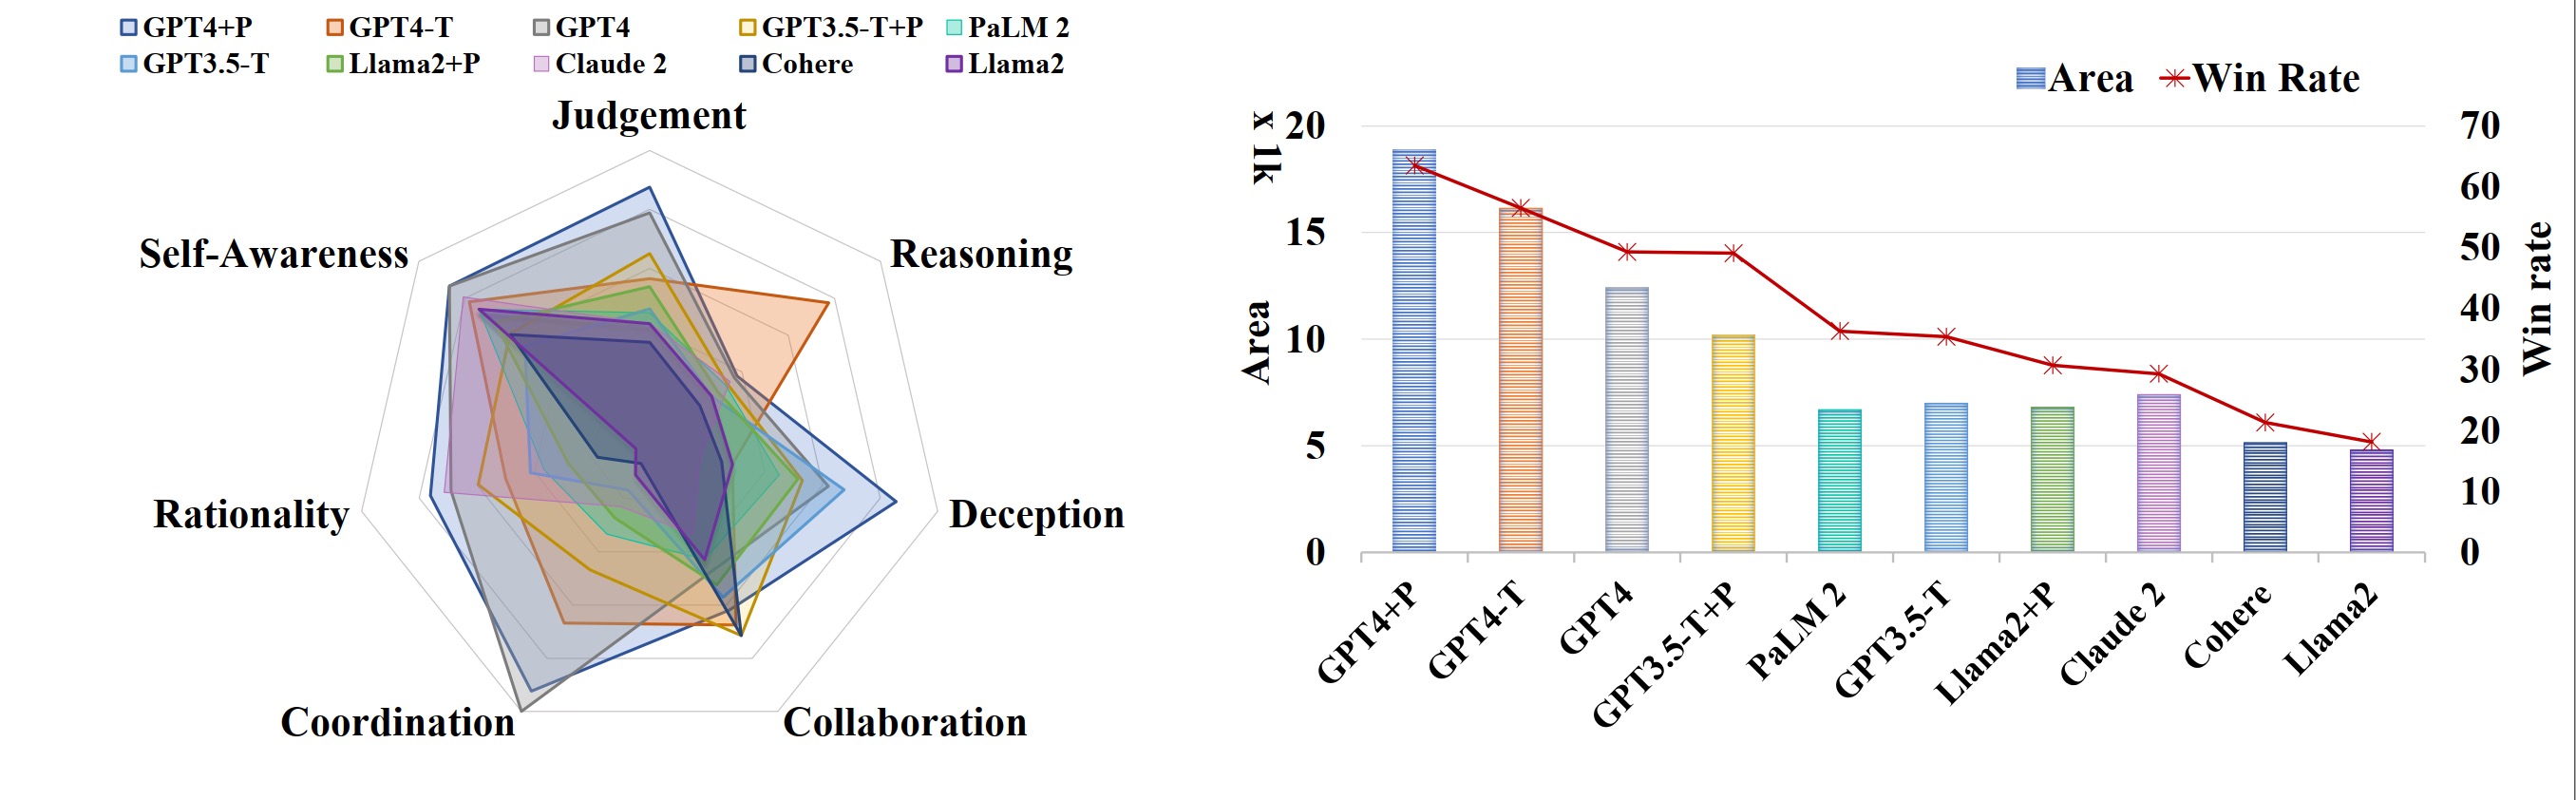 GPT4+P GPT4-T GPT4 GPT3.5-T+P PaLM 2
GPT3.5-T Llama2+P Claude 2 Cohere Llama2
Judgement
Self-Awareness
Reasoning
Rationality
Deception
Coordination
Collaboration
Area Win Rate
x 1k
Area
20
15
10
5
0
70
60
50
40
30
20
10
0
Win rate
GPT4+P
GPT4-T
GPT4
GPT3.5-T+P
PaLM 2
GPT3.5-T
Llama2+P
Claude 2
Cohere
Llama2